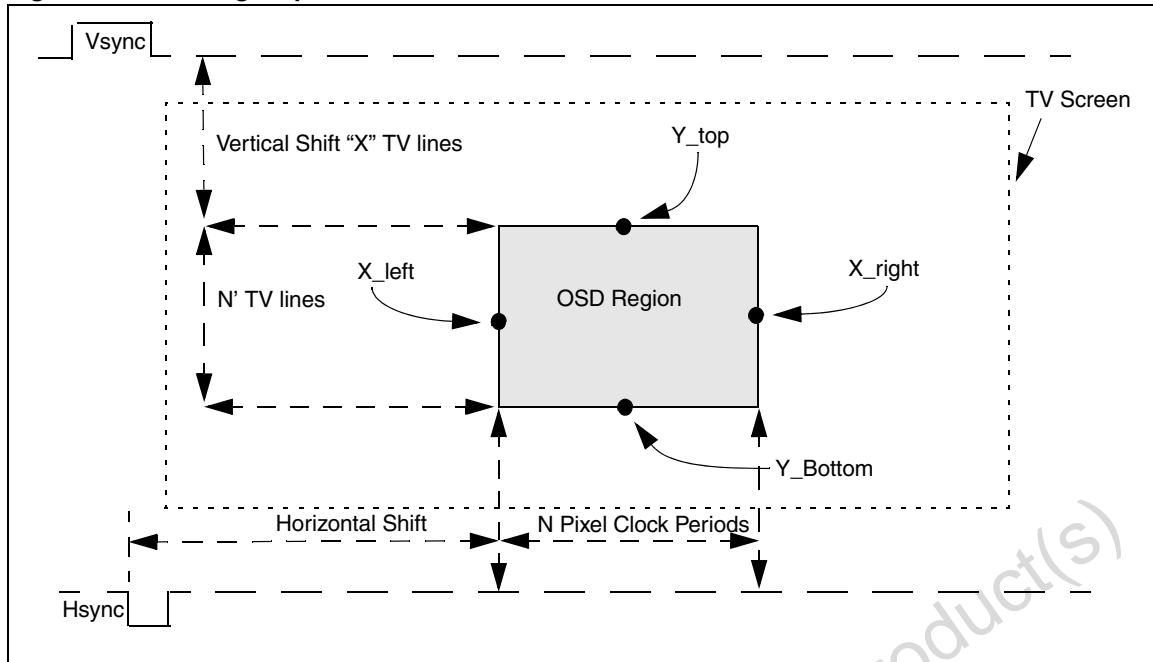 Vsync
TV Screen
Vertical Shift “X” TV lines
Y_top
X_left
X_right
N’ TV lines
OSD Region
Y_Bottom
Horizontal Shift
N Pixel Clock Periods
Hsync